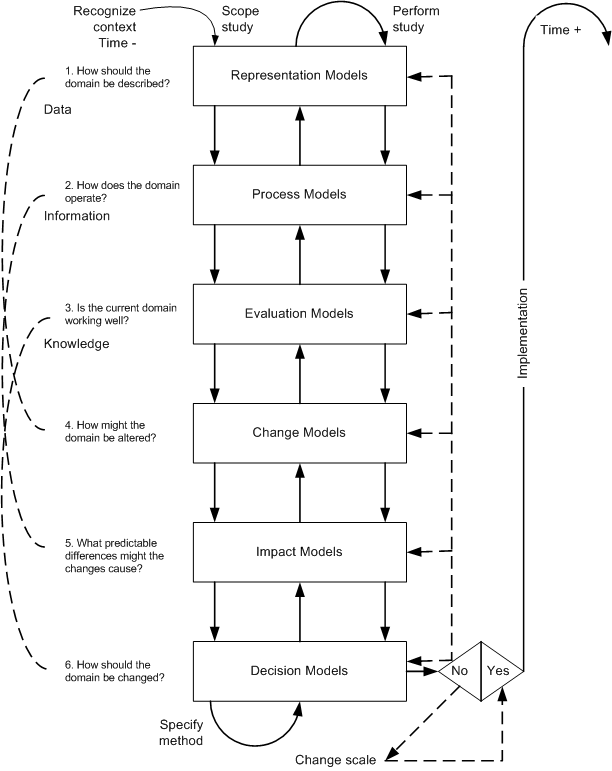 Recognize
context
Time -
Scope
study
Perform
study
Time +
Representation Models
1. How should the
domain be described?
Data
2. How does the domain
operate?
Process Models
Information
3. Is the current domain
working well?
Evaluation Models
Knowledge
Implementation
4. How might the
domain be altered?
Change Models
5. What predictable
differences might the
changes cause?
Impact Models
6. How should the
domain be changed?
Decision Models
No
Yes
Specify
method
Change scale